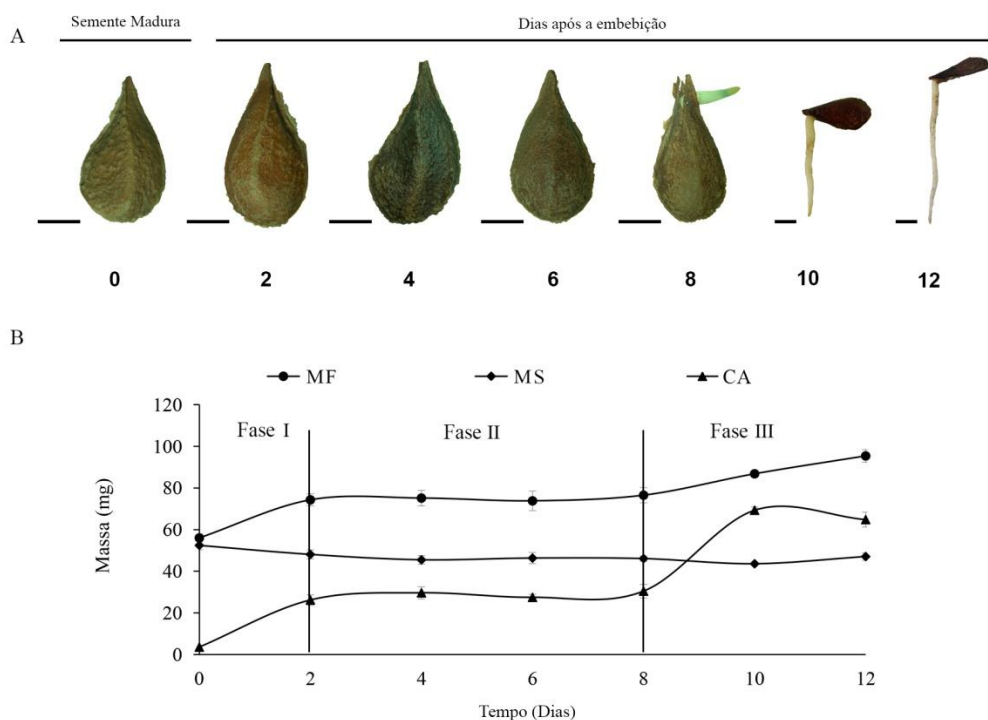 Semente Madura Dias após a embebição
A
0 2 4 6 8 10 12
B
MF MS CA
120
Fase I Fase II Fase III
100
80
60
40
20
0
Massa (mg)
0 2 4 6 8 10 12
Tempo (Dias)